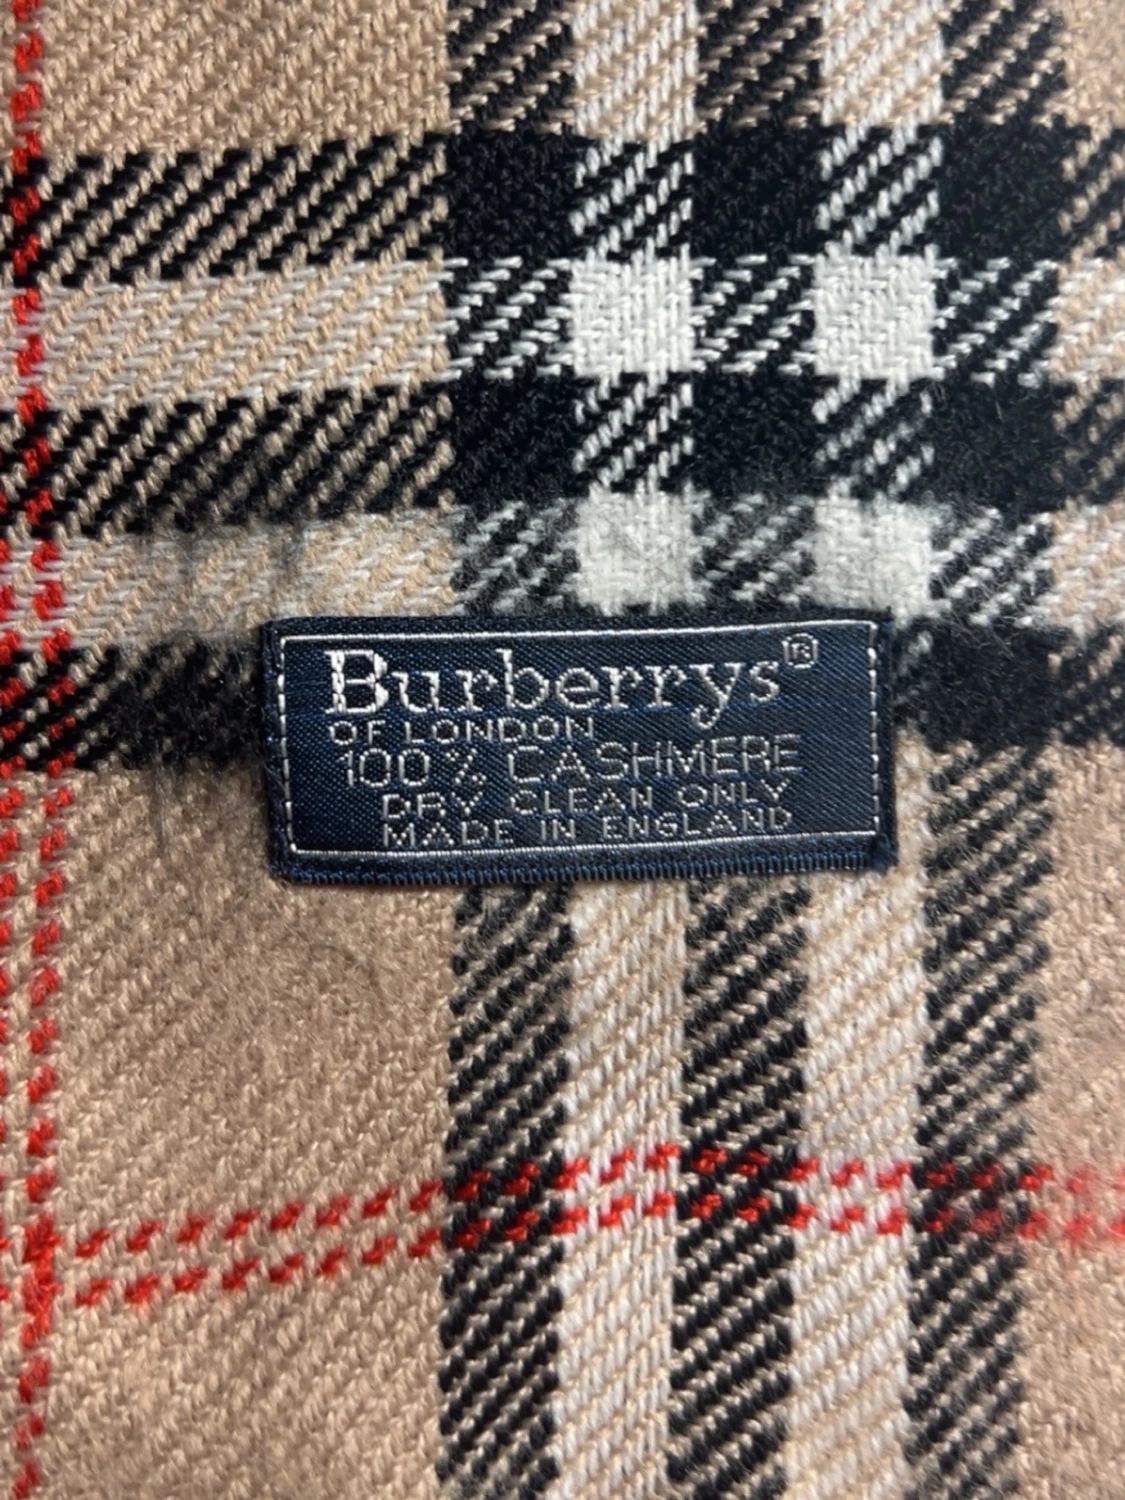 Burberrys®
OF LONDON
100% CASHMERE
DRY CLEAN ONLY
MADE IN ENGLAND